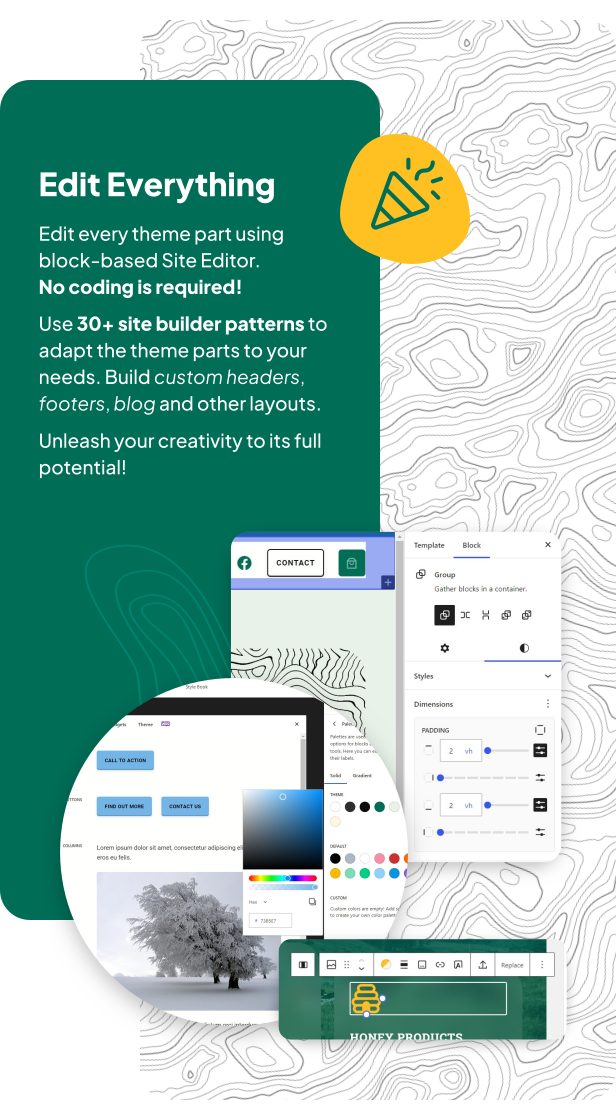 Edit Everything
Edit every theme part using
block-based Site Editor.
No coding is required!
Use 30+ site builder patterns to
adapt the theme parts to your
needs. Build custom headers,
footers, blog and other layouts.
Unleash your creativity to its full
potential!
CONTACT
Template Block
Group
Gather blocks in a container.
Styles
Dimensions
PADDING
2 vh
2 vh
Style Book
Theme
CALL TO ACTION
FIND OUT MORE CONTACT US
COLUMNS
Lorem ipsum dolor sit amet, consectetur adipiscing
eros eu felis.
Palettes are
options for blocks
tools. Here you can
their labels.
Solid Gradient
THEME
DEFAULT
CUSTOM
Custom colors are empty! Add
to create your own color
Hex
Replace
HONEY PRODUCTS